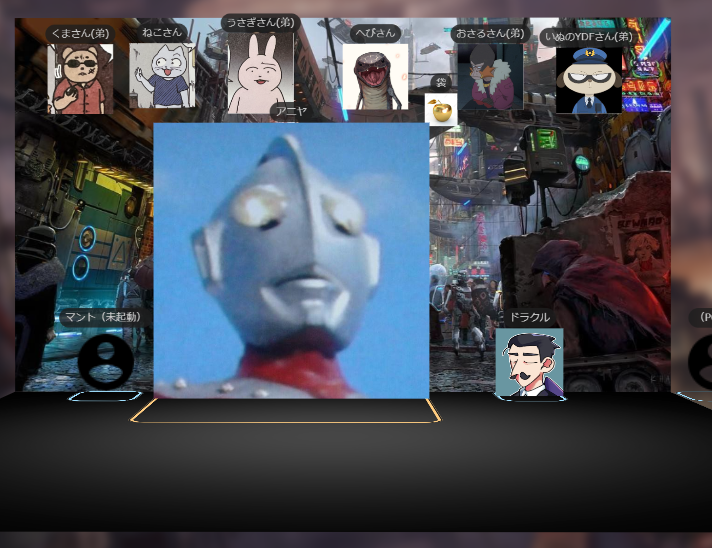 くまさん(弟)
ねこさん
うさぎさん(弟)
へびさん
おさるさん(弟)
いぬのYDFさん(弟)
袋
アニヤ
REWARD
マント（未起動）
ドラクル